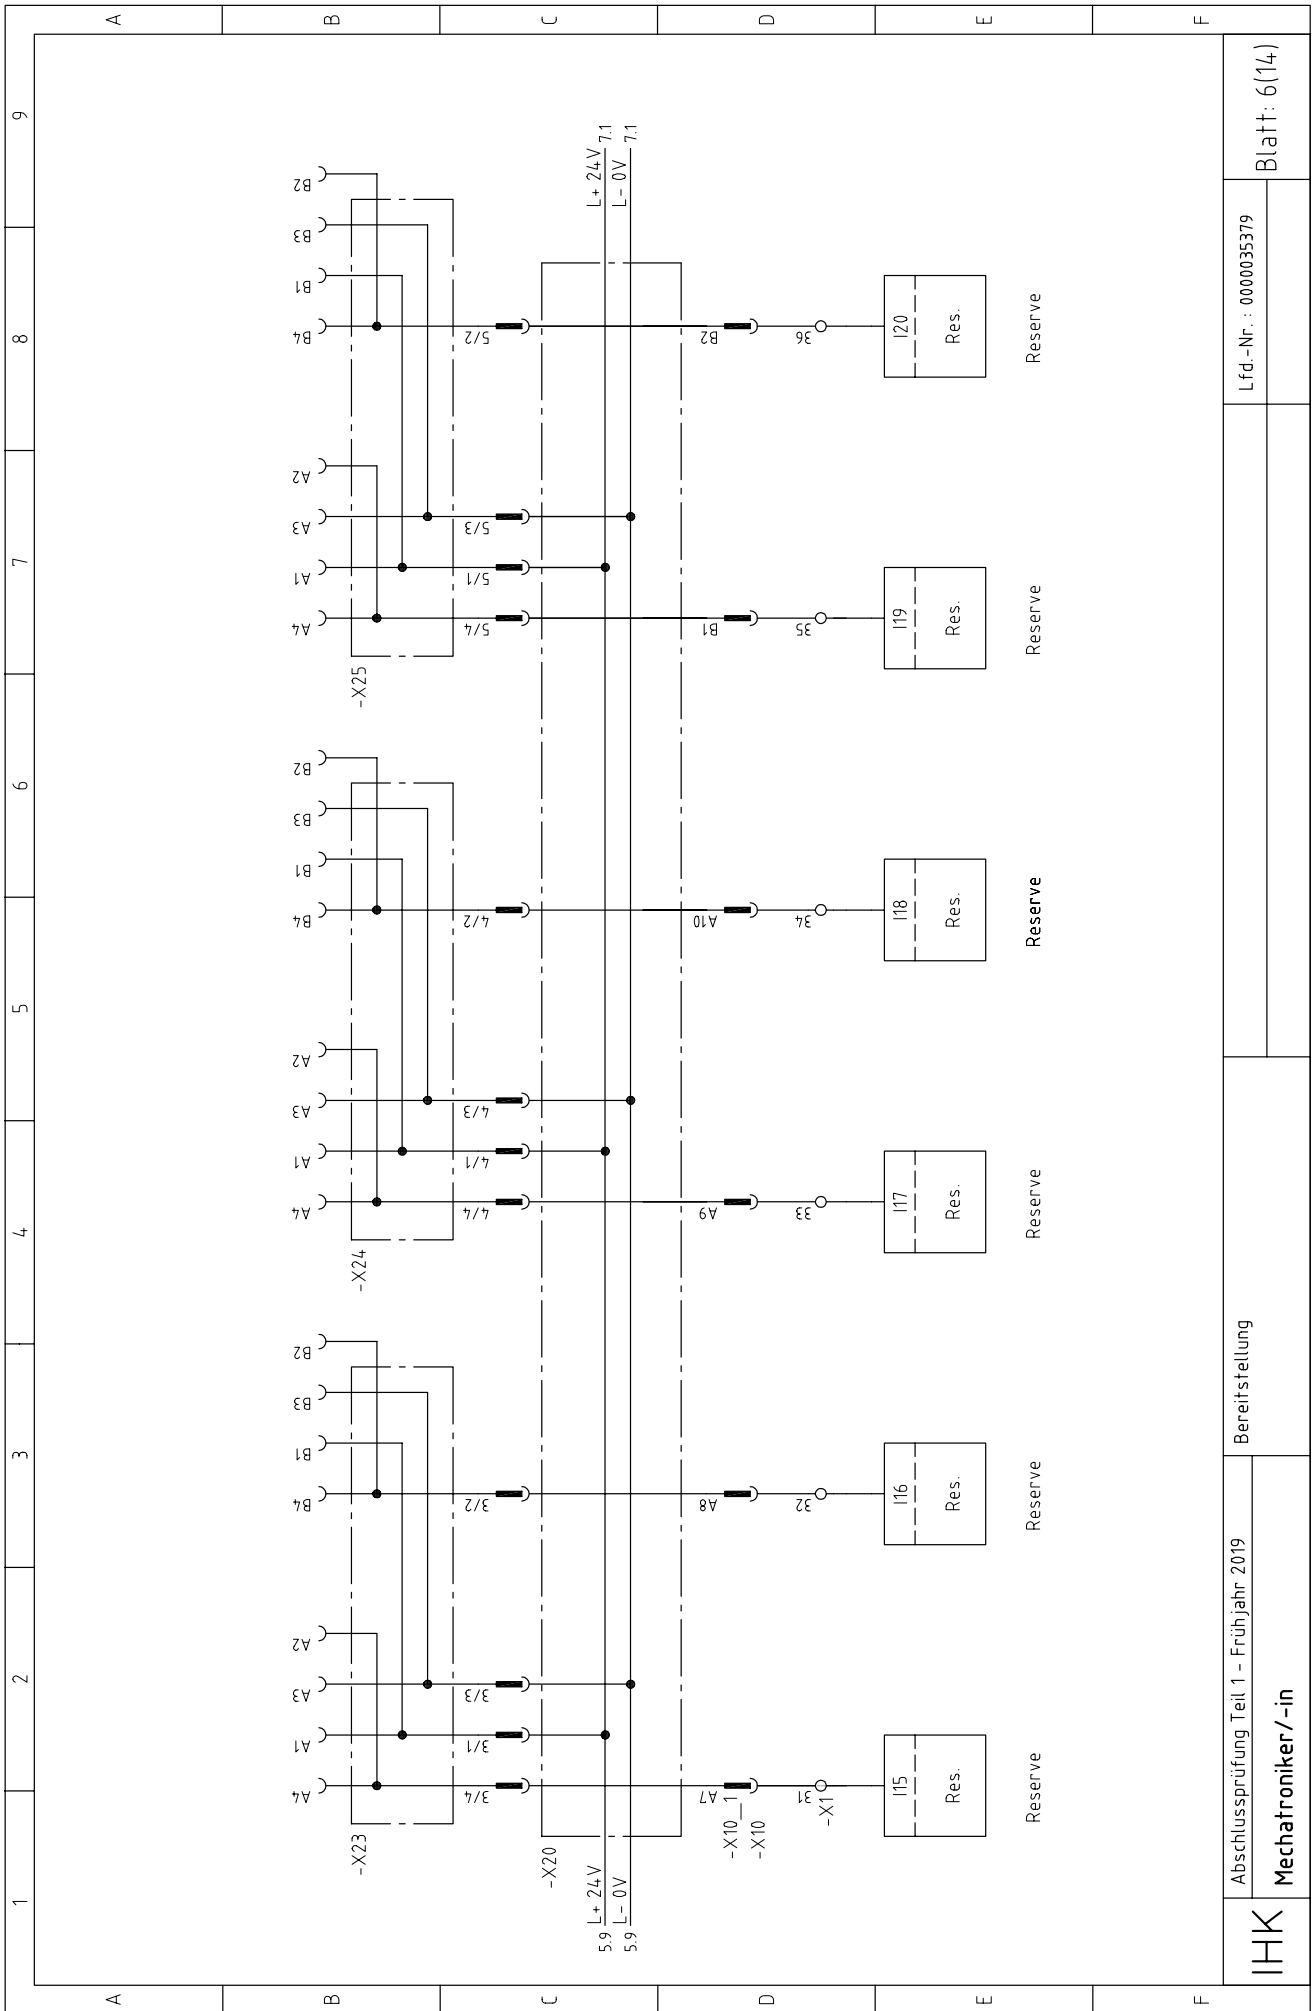 1 2 3 4 5 6 7 8 9
A
B
C
D
E
F
A
B
C
D
E
F
A4 A1 A3 A2 B4 B1 B3 B2
A4 A1 A3 A2 B4 B1 B3 B2
A4 A1 A3 A2 B4 B1 B3 B2
-X23
-X24
-X25
3/4 3/1 3/3 3/2
4/4 4/1 4/3 4/2
5/4 5/1 5/3 5/2
-X20
5.9 L+ 24V
5.9 L- 0V
L+ 24V 7.1
L- 0V 7.1
A7 A8 A9 A10 B1 B2
-X10_1
-X10
31 32 33 34 35 36
-X1
I15 I16 I17 I18 I19 I20
Res. Res. Res. Res. Res. Res.
Reserve Reserve Reserve Reserve Reserve Reserve
IHK
Abschlussprüfung Teil 1 - Frühjahr 2019
Mechatroniker/-in
Bereitstellung
Lfd.-Nr.: 0000035379
Blatt: 6(14)